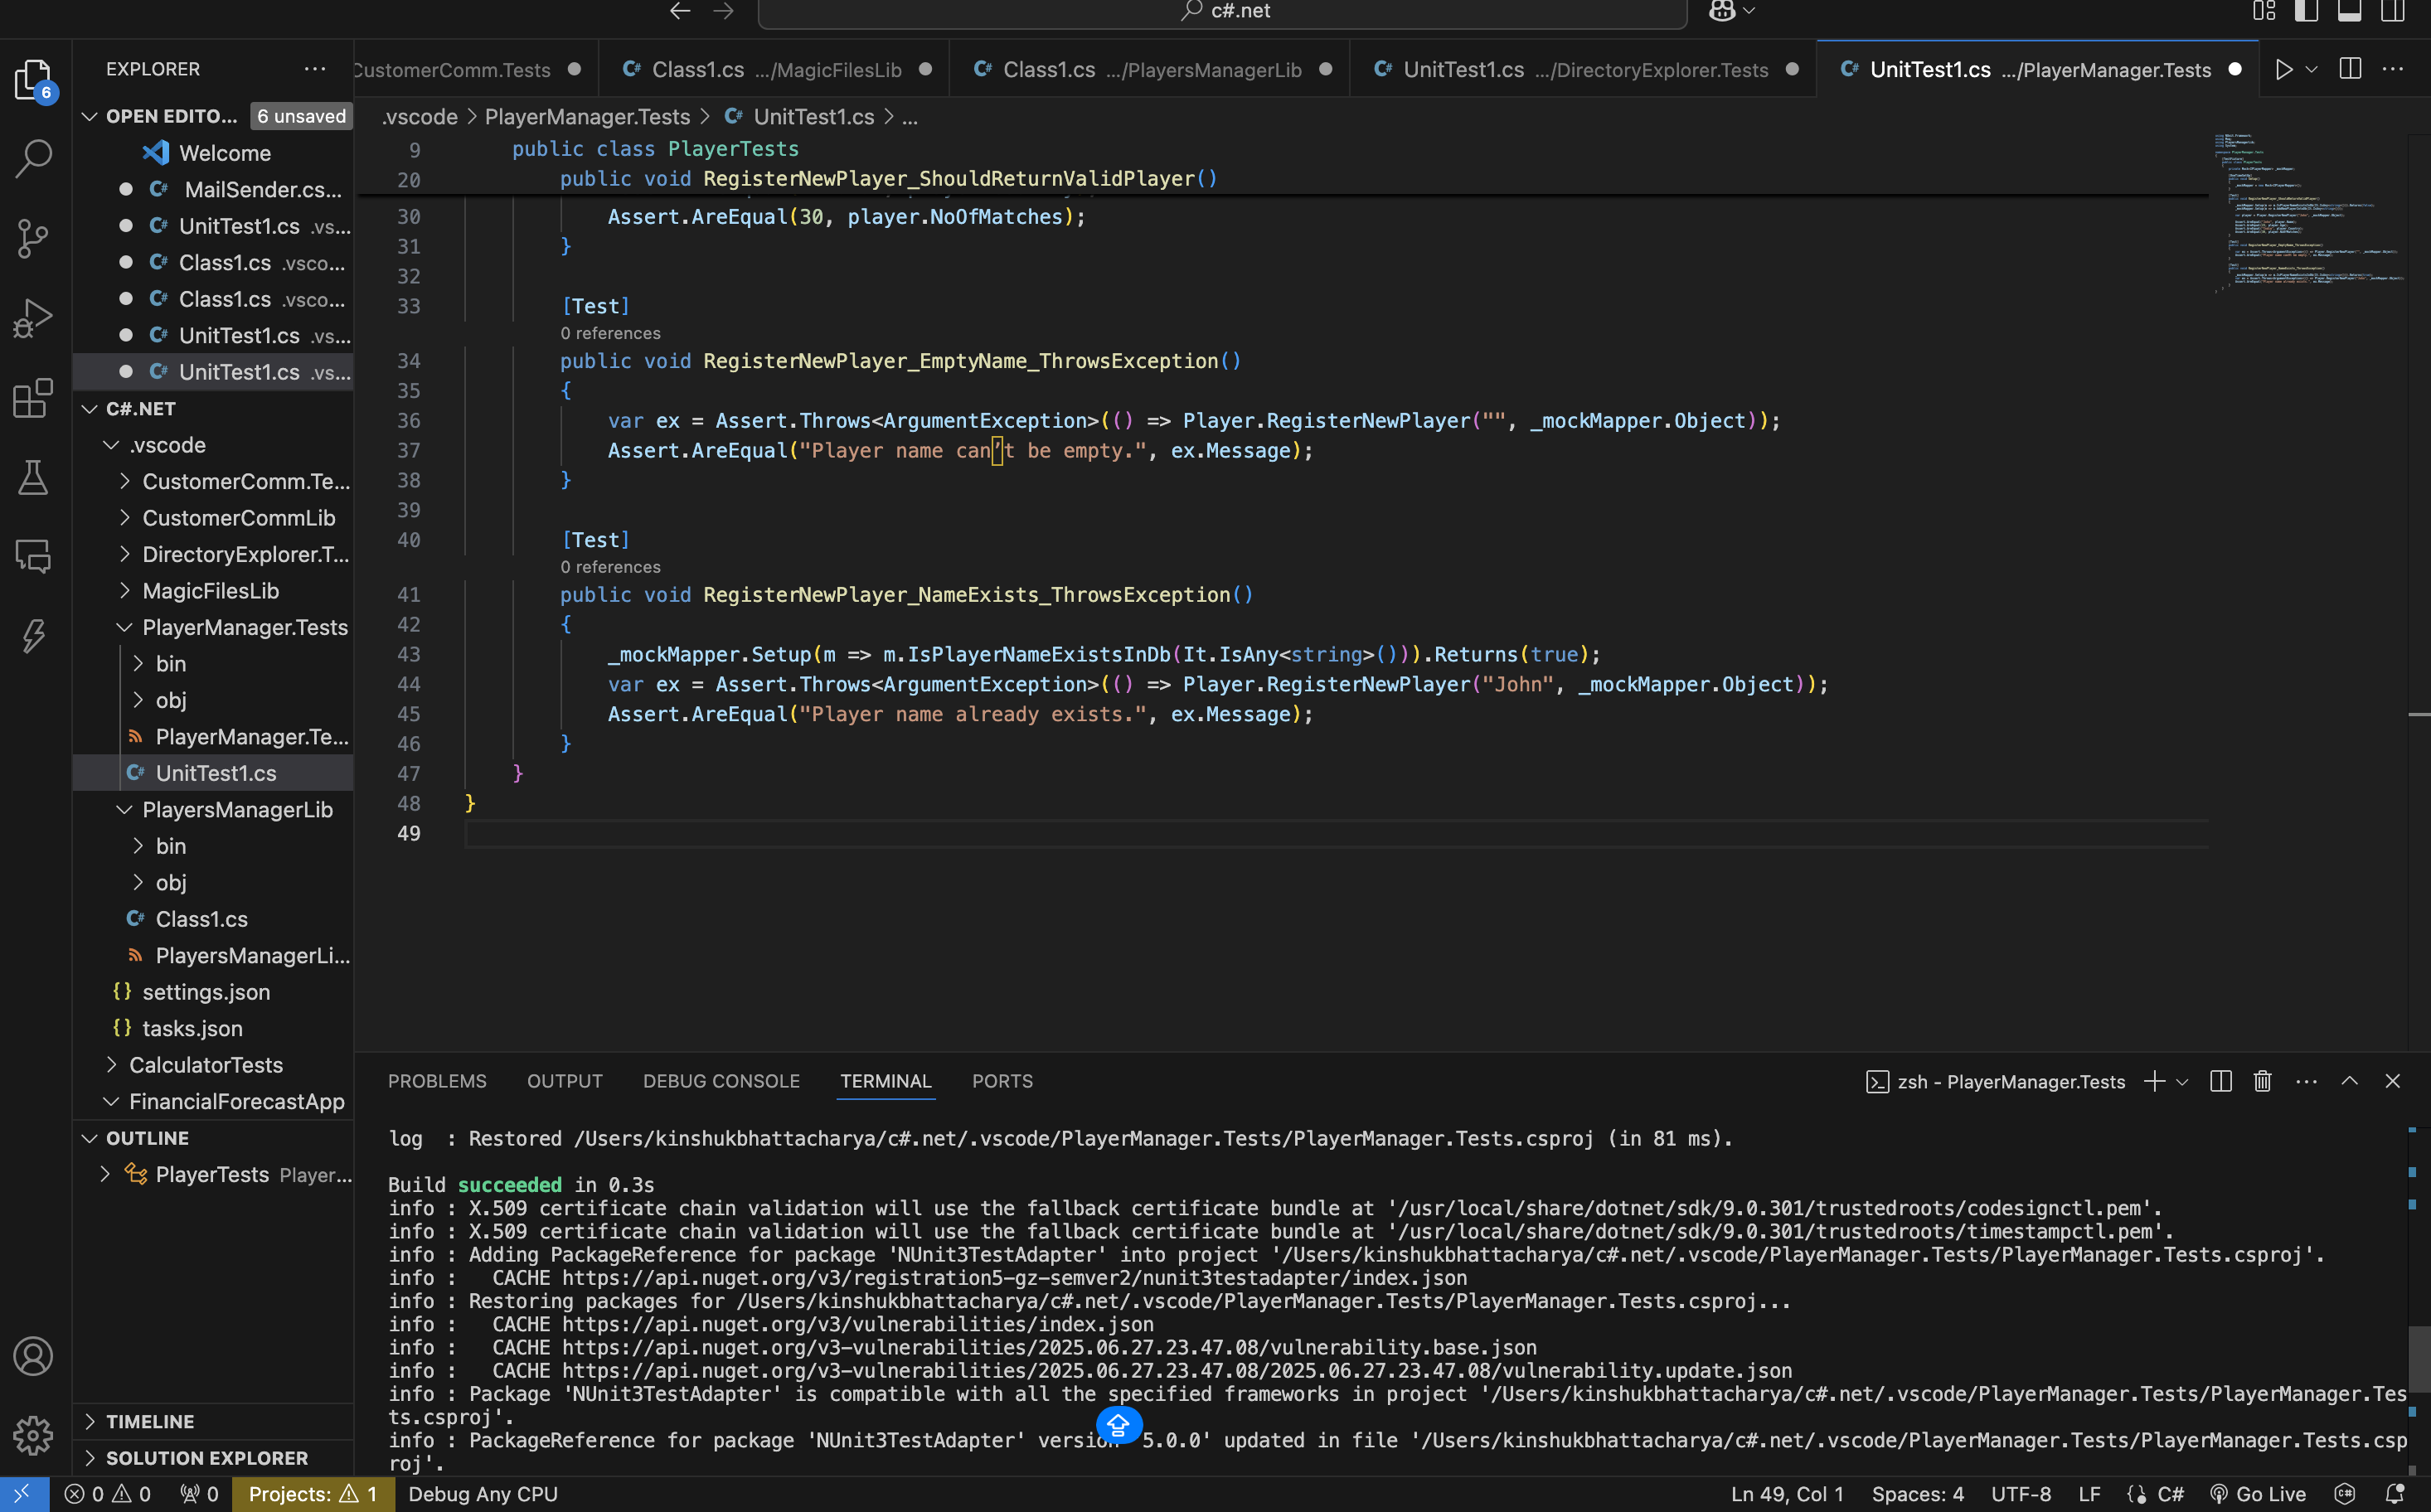 c#.net
EXPLORER
CustomerComm.Tests
Class1.cs .../MagicFilesLib
Class1.cs .../PlayersManagerLib
UnitTest1.cs .../DirectoryExplorer.Tests
UnitTest1.cs .../PlayerManager.Tests
6
OPEN EDITO... 6 unsaved
Welcome
MailSender.cs...
UnitTest1.cs .vs...
Class1.cs .vsco...
Class1.cs .vsco...
UnitTest1.cs .vs...
UnitTest1.cs .vs...
C#.NET
.vscode
CustomerComm.Te...
CustomerCommLib
DirectoryExplorer.T...
MagicFilesLib
PlayerManager.Tests
bin
obj
PlayerManager.Te...
UnitTest1.cs
PlayersManagerLib
bin
obj
Class1.cs
PlayersManagerLi...
settings.json
tasks.json
CalculatorTests
FinancialForecastApp
OUTLINE
PlayerTests Player...
TIMELINE
SOLUTION EXPLORER
.vscode > PlayerManager.Tests > UnitTest1.cs > ...
9 public class PlayerTests
20 public void RegisterNewPlayer_ShouldReturnValidPlayer()
30 Assert.AreEqual(30, player.NoOfMatches);
31 }
32
33 [Test]
0 references
34 public void RegisterNewPlayer_EmptyName_ThrowsException()
35 {
36 var ex = Assert.Throws<ArgumentException>(() => Player.RegisterNewPlayer("", _mockMapper.Object));
37 Assert.AreEqual("Player name can’t be empty.", ex.Message);
38 }
39
40 [Test]
0 references
41 public void RegisterNewPlayer_NameExists_ThrowsException()
42 {
43 _mockMapper.Setup(m => m.IsPlayerNameExistsInDb(It.IsAny<string>())).Returns(true);
44 var ex = Assert.Throws<ArgumentException>(() => Player.RegisterNewPlayer("John", _mockMapper.Object));
45 Assert.AreEqual("Player name already exists.", ex.Message);
46 }
47 }
48 }
49
PROBLEMS OUTPUT DEBUG CONSOLE TERMINAL PORTS
zsh - PlayerManager.Tests
log : Restored /Users/kinshukbhattacharya/c#.net/.vscode/PlayerManager.Tests/PlayerManager.Tests.csproj (in 81 ms).
Build succeeded in 0.3s
info : X.509 certificate chain validation will use the fallback certificate bundle at '/usr/local/share/dotnet/sdk/9.0.301/trustedroots/codesignctl.pem'.
info : X.509 certificate chain validation will use the fallback certificate bundle at '/usr/local/share/dotnet/sdk/9.0.301/trustedroots/timestampctl.pem'.
info : Adding PackageReference for package 'NUnit3TestAdapter' into project '/Users/kinshukbhattacharya/c#.net/.vscode/PlayerManager.Tests/PlayerManager.Tests.csproj'.
info :   CACHE https://api.nuget.org/v3/registration5-gz-semver2/nunit3testadapter/index.json
info : Restoring packages for /Users/kinshukbhattacharya/c#.net/.vscode/PlayerManager.Tests/PlayerManager.Tests.csproj...
info :   CACHE https://api.nuget.org/v3/vulnerabilities/index.json
info :   CACHE https://api.nuget.org/v3-vulnerabilities/2025.06.27.23.47.08/vulnerability.base.json
info :   CACHE https://api.nuget.org/v3-vulnerabilities/2025.06.27.23.47.08/2025.06.27.23.47.08/vulnerability.update.json
info : Package 'NUnit3TestAdapter' is compatible with all the specified frameworks in project '/Users/kinshukbhattacharya/c#.net/.vscode/PlayerManager.Tests/PlayerManager.Tes
ts.csproj'.
info : PackageReference for package 'NUnit3TestAdapter' version '5.0.0' updated in file '/Users/kinshukbhattacharya/c#.net/.vscode/PlayerManager.Tests/PlayerManager.Tests.csp
roj'.
0 0 0 Projects: 1 Debug Any CPU
Ln 49, Col 1 Spaces: 4 UTF-8 LF {} C# Go Live